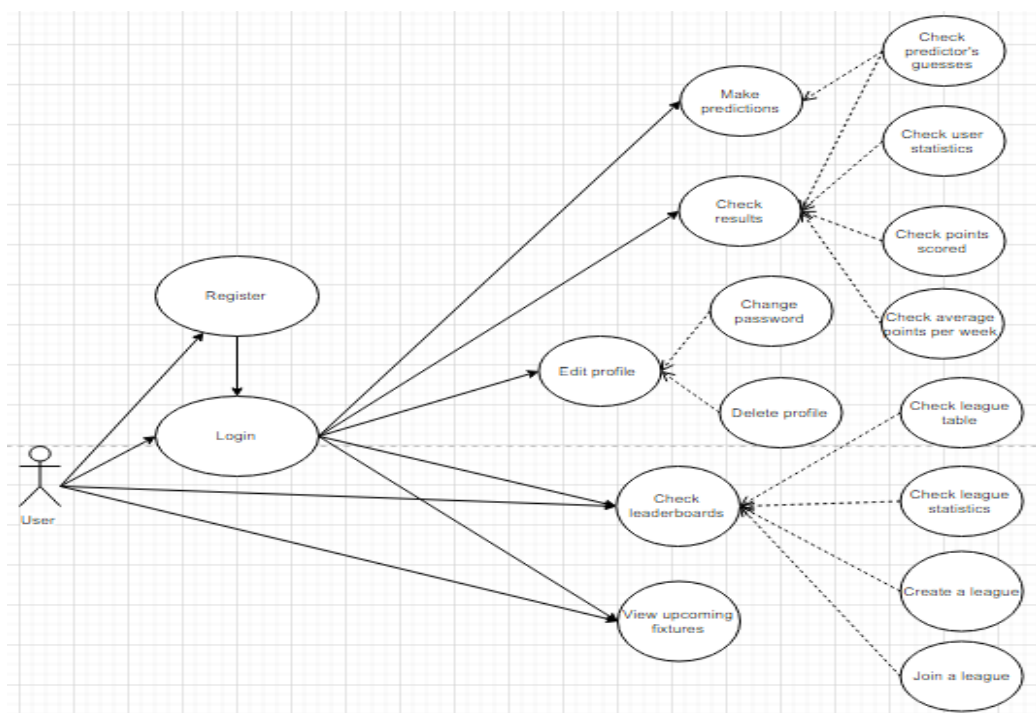 Check
predictor's
guesses
Make
predictions
Check user
statistics
Check
results
Check points
scored
Register
Change
password
Check average
points per week
Edit profile
Delete profile
Check league
table
Login
Check
leaderboards
Check league
statistics
User
View upcoming
fixtures
Create a league
Join a league